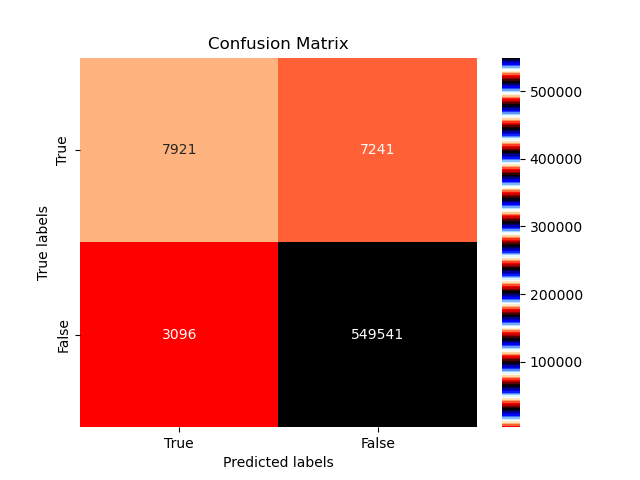 Confusion Matrix
True
7921
7241
500000
400000
300000
200000
100000
True labels
False
3096
549541
True
False
Predicted labels